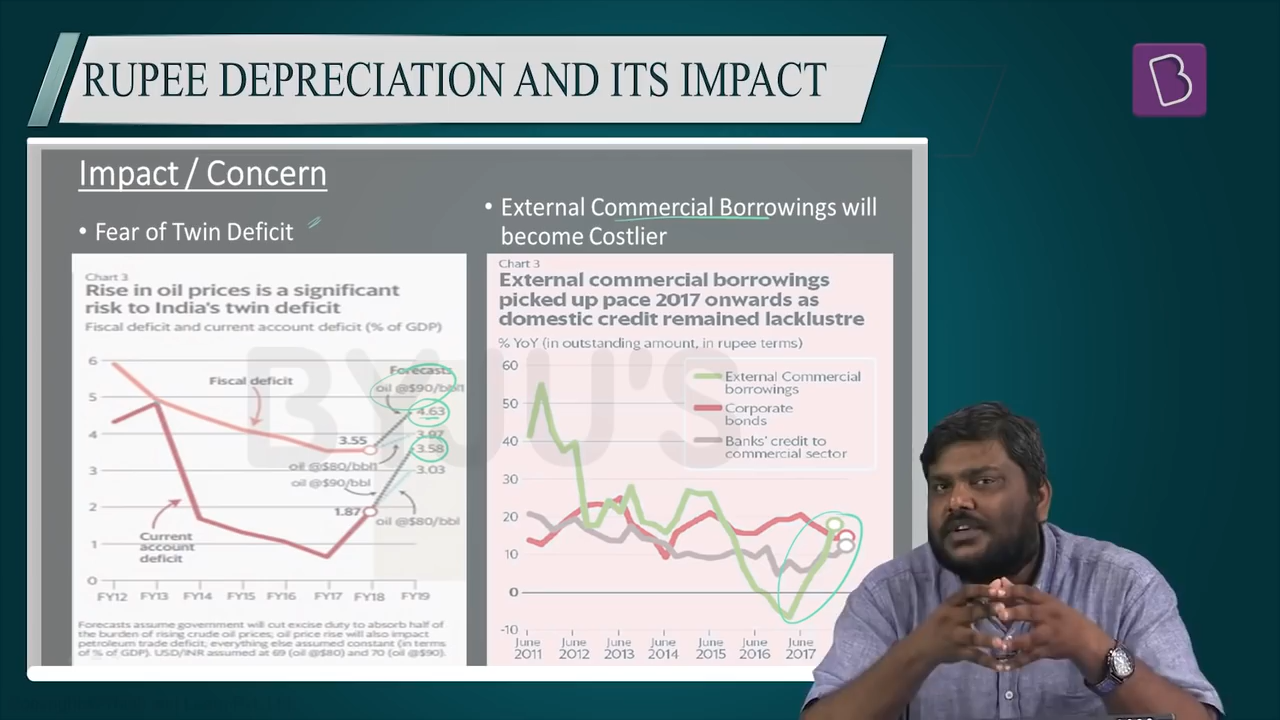 RUPEE DEPRECIATION AND ITS IMPACT
B
Impact / Concern
• Fear of Twin Deficit
Chart 3
Rise in oil prices is a significant
risk to India's twin deficit
Fiscal deficit and current account deficit (% of GDP)
6
5
4
3
2
1
0
Fiscal deficit
Forecasts
oil @$90/bbl
4.63
3.97
3.58
3.03
3.55
oil @$80/bbl
oil @$90/bbl
1.87
oil @$80/bbl
Current
account
deficit
FY12 FY13 FY14 FY15 FY16 FY17 FY18 FY19
Forecasts assume government will cut excise duty to absorb half of
the burden of rising crude oil prices; oil price rise will also impact
petroleum trade deficit; everything else assumed constant (in terms
of % of GDP). USD/INR assumed at 69 (oil @$80) and 70 (oil @$90).
• External Commercial Borrowings will
become Costlier
Chart 3
External commercial borrowings
picked up pace 2017 onwards as
domestic credit remained lacklustre
% YoY (in outstanding amount, in rupee terms)
60
50
40
30
20
10
0
-10
External Commercial
borrowings
Corporate
bonds
Banks' credit to
commercial sector
June June June June June June June
2011 2012 2013 2014 2015 2016 2017
BYJU'S